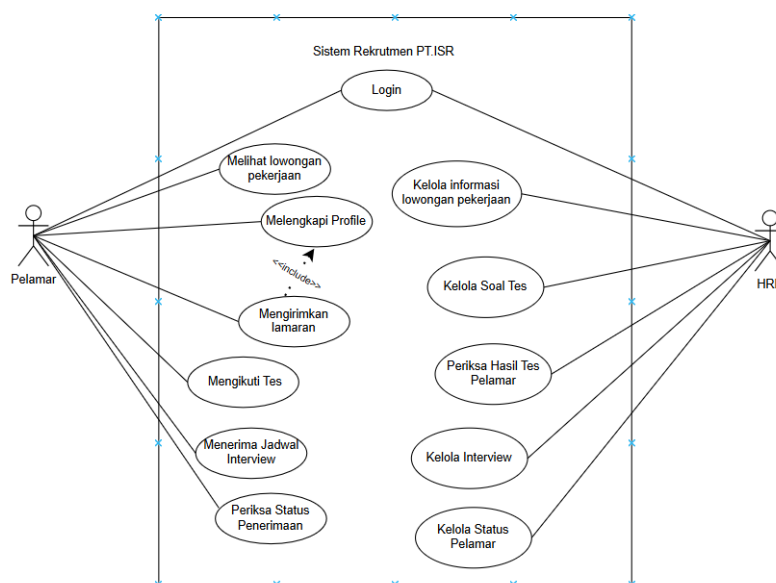 Sistem Rekrutmen PT.ISR
Login
Melihat lowongan
pekerjaan
Kelola informasi
lowongan pekerjaan
Melengkapi Profile
<<include>>
Pelamar
Kelola Soal Tes
Mengirimkan
lamaran
Periksa Hasil Tes
Pelamar
Mengikuti Tes
Menerima Jadwal
Interview
Kelola Interview
Periksa Status
Penerimaan
Kelola Status
Pelamar